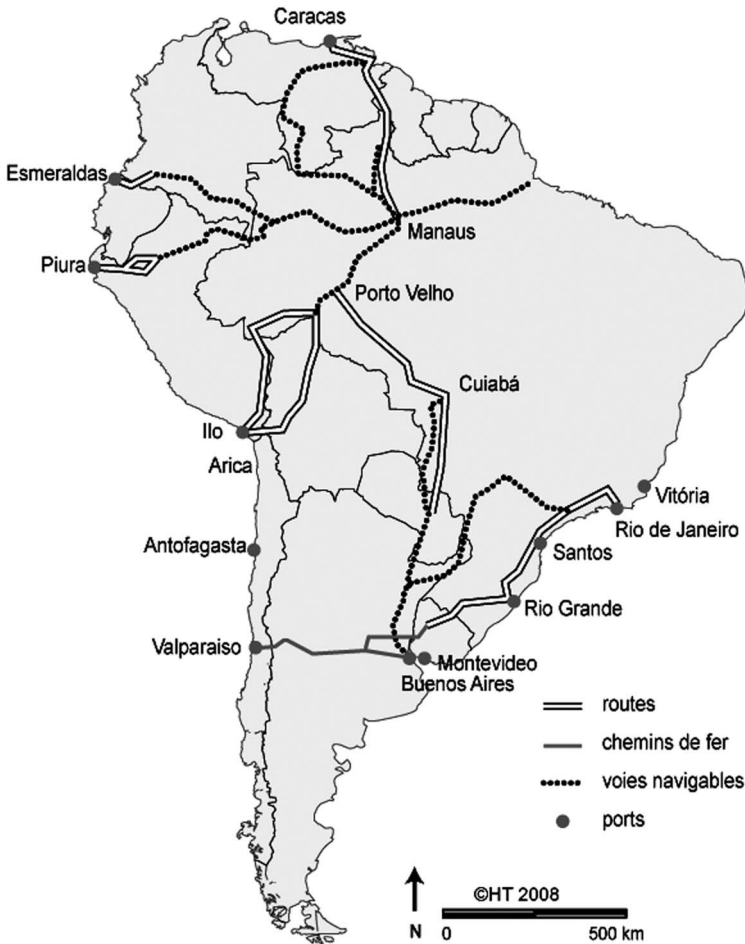 Caracas
Esmeraldas
Manaus
Piura
Porto Velho
Cuiabá
Ilo
Arica
Vitória
Rio de Janeiro
Antofagasta
Santos
Rio Grande
Valparaiso
Montevideo
Buenos Aires
routes
chemins de fer
voies navigables
ports
©HT 2008
N
0 500 km